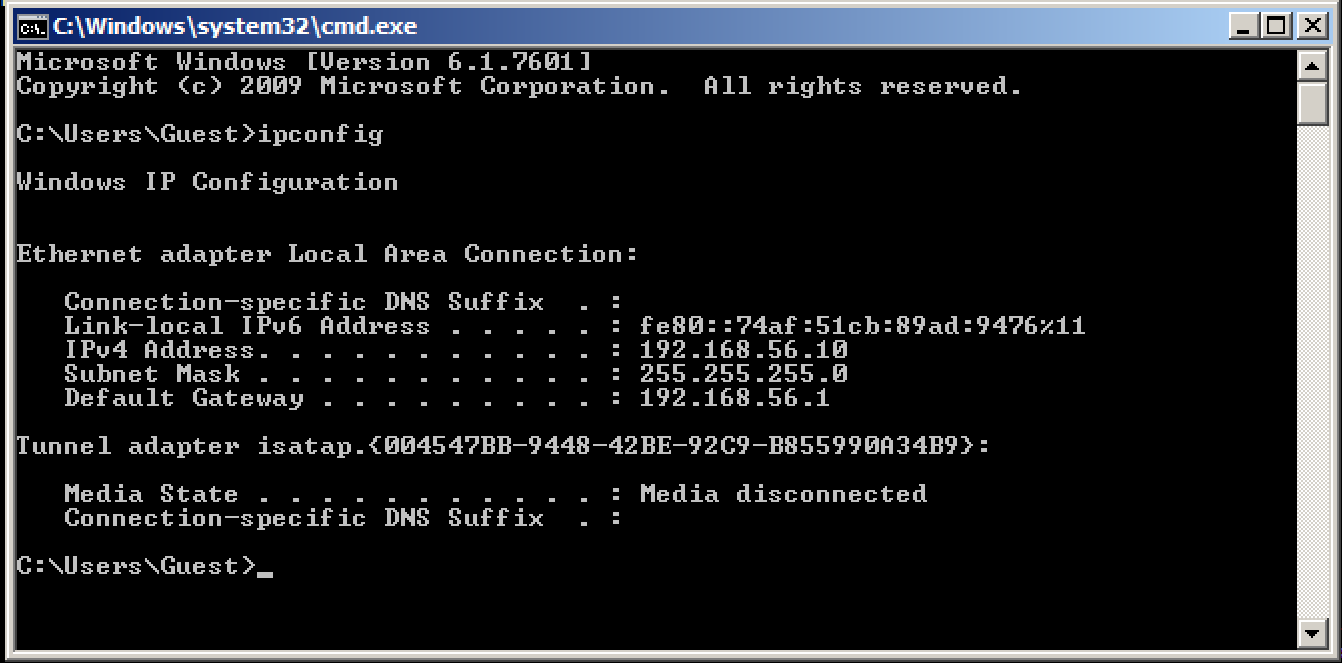 C:\Windows\system32\cmd.exe
Microsoft Windows [Version 6.1.7601]
Copyright (c) 2009 Microsoft Corporation.  All rights reserved.
C:\Users\Guest>ipconfig
Windows IP Configuration
Ethernet adapter Local Area Connection:
   Connection-specific DNS Suffix  . :
   Link-local IPv6 Address . . . . . : fe80::74af:51cb:89ad:9476%11
   IPv4 Address. . . . . . . . . . . : 192.168.56.10
   Subnet Mask . . . . . . . . . . . : 255.255.255.0
   Default Gateway . . . . . . . . . : 192.168.56.1
Tunnel adapter isatap.{004547BB-9448-42BE-92C9-B855990A34B9}:
   Media State . . . . . . . . . . . : Media disconnected
   Connection-specific DNS Suffix  . :
C:\Users\Guest>_